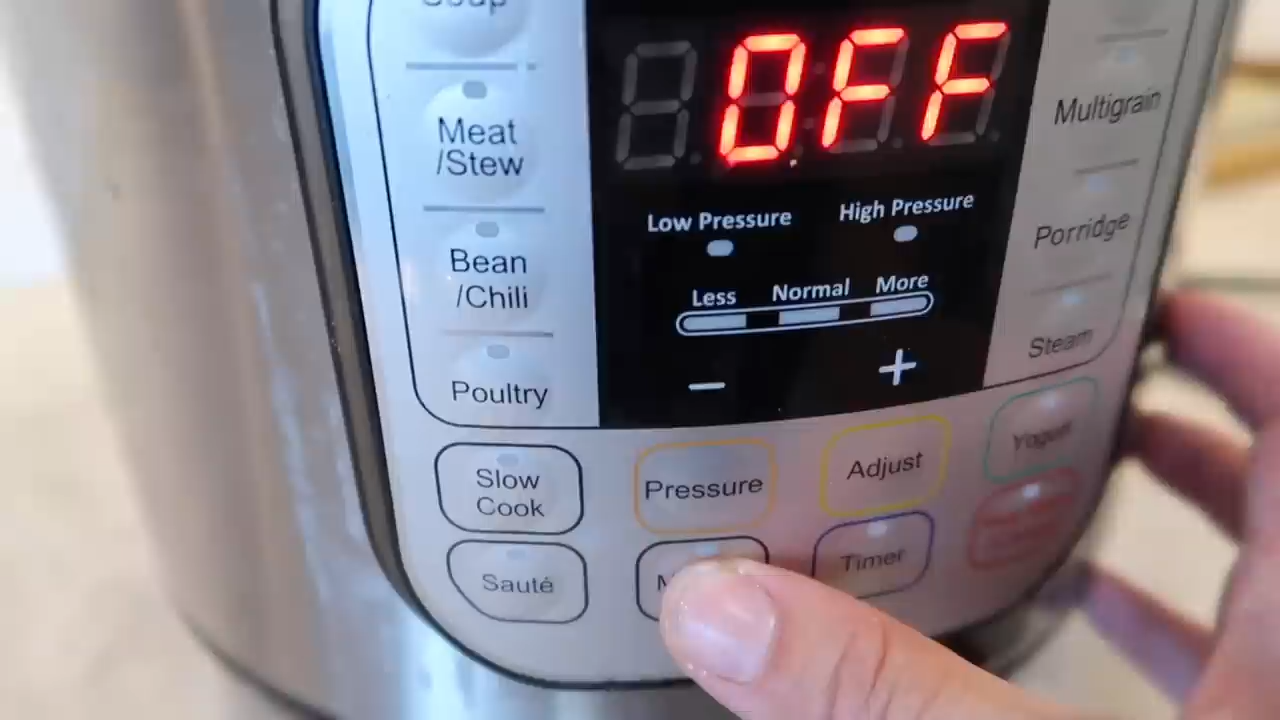 Soup
OFF
Multigrain
Meat
/Stew
Low Pressure
High Pressure
Porridge
Bean
/Chili
Less
Normal
More
Steam
−
+
Poultry
Yogurt
Slow
Cook
Pressure
Adjust
Sauté
Timer